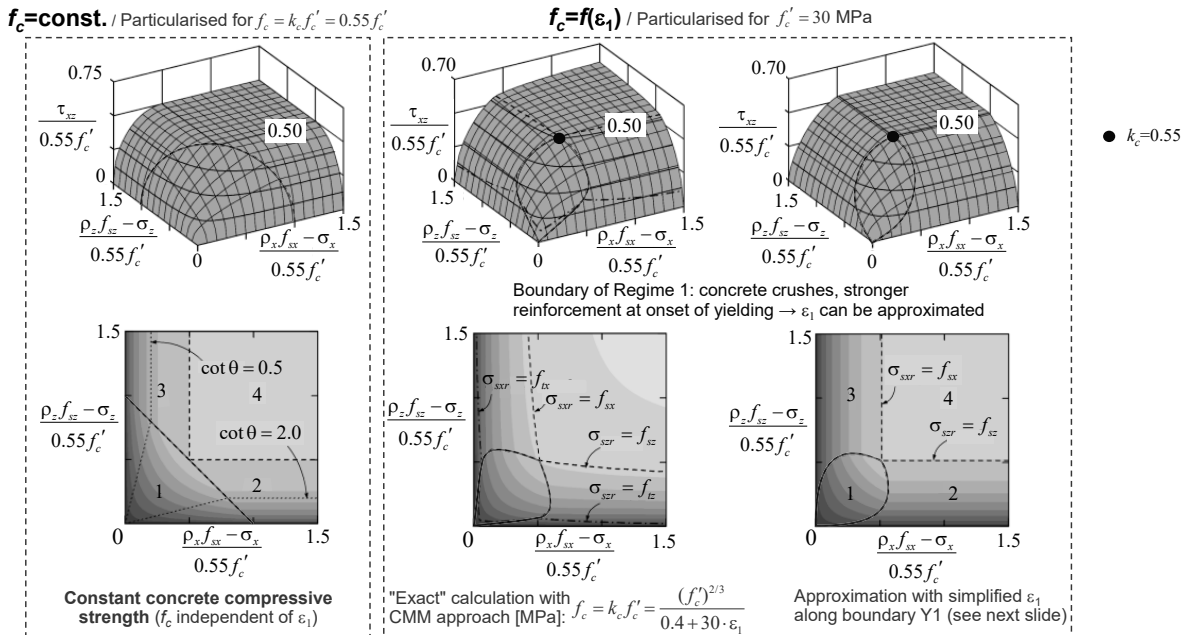 f_c=const. / Particularised for f_c = k_c f_c' = 0.55 f_c'
f_c=f(ε_1) / Particularised for f_c' = 30 MPa
0.75
τ_xz / 0.55 f_c'
0.50
0
1.5
ρ_z f_sz − σ_z / 0.55 f_c'
0
ρ_x f_sx − σ_x / 0.55 f_c'
1.5
0.70
τ_xz / 0.55 f_c'
0.50
0
1.5
ρ_z f_sz − σ_z / 0.55 f_c'
0
ρ_x f_sx − σ_x / 0.55 f_c'
1.5
0.70
τ_xz / 0.55 f_c'
0.50
0
1.5
ρ_z f_sz − σ_z / 0.55 f_c'
0
ρ_x f_sx − σ_x / 0.55 f_c'
1.5
● k_c=0.55
Boundary of Regime 1: concrete crushes, stronger
reinforcement at onset of yielding → ε_1 can be approximated
1.5
cot θ = 0.5
3
4
ρ_z f_sz − σ_z / 0.55 f_c'
cot θ = 2.0
1
2
0
ρ_x f_sx − σ_x / 0.55 f_c'
1.5
1.5
σ_sxr = f_tx
σ_sxr = f_sx
ρ_z f_sz − σ_z / 0.55 f_c'
σ_szr = f_sz
σ_szr = f_tz
0
ρ_x f_sx − σ_x / 0.55 f_c'
1.5
1.5
σ_sxr = f_sx
3
4
ρ_z f_sz − σ_z / 0.55 f_c'
σ_szr = f_sz
1
2
0
ρ_x f_sx − σ_x / 0.55 f_c'
1.5
Constant concrete compressive
strength (f_c independent of ε_1)
"Exact" calculation with
CMM approach [MPa]: f_c = k_c f_c' = (f_c')^2/3 / 0.4 + 30 · ε_1
Approximation with simplified ε_1
along boundary Y1 (see next slide)